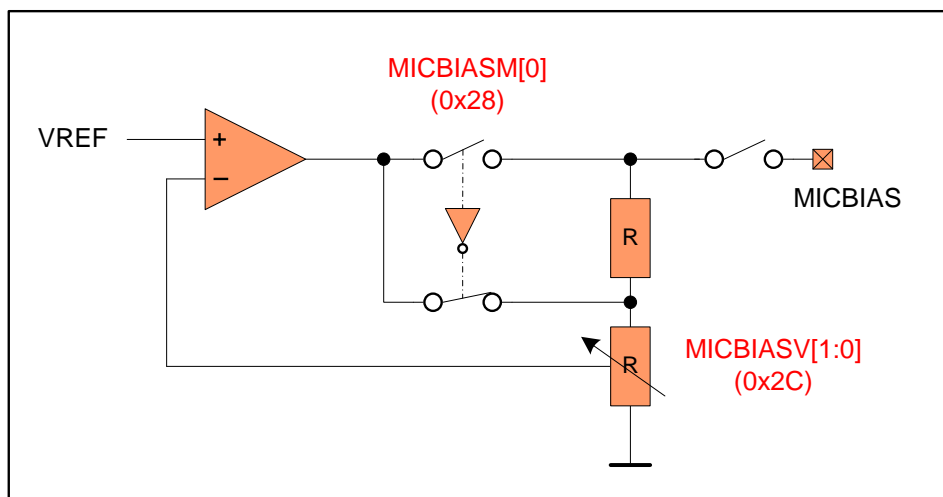 MICBIASM[0]
(0x28)
VREF
+
−
MICBIAS
R
R
MICBIASV[1:0]
(0x2C)